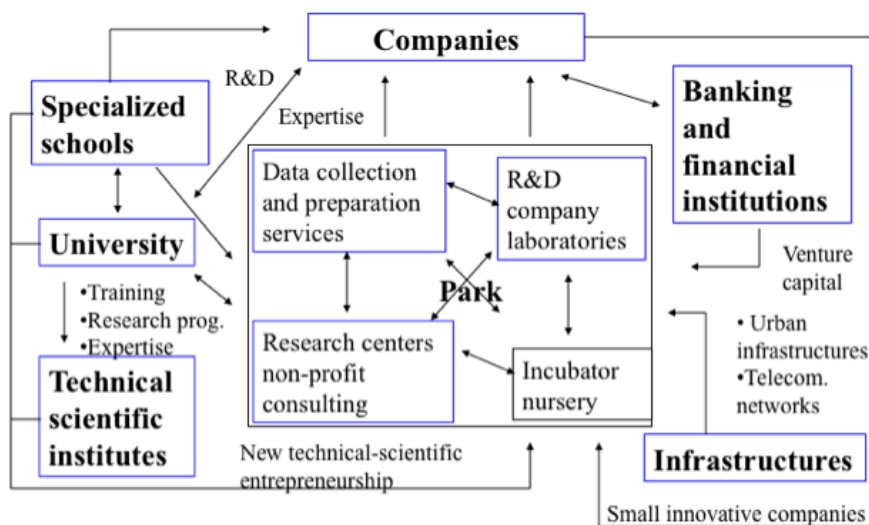 Companies
R&D
Expertise
Specialized
schools
Banking
and
financial
institutions
Data collection
and preparation
services
R&D
company
laboratories
University
Venture
capital
•Training
•Research prog.
•Expertise
Park
• Urban
infrastructures
•Telecom.
networks
Research centers
non-profit
consulting
Incubator
nursery
Technical
scientific
institutes
New technical-scientific
entrepreneurship
Infrastructures
Small innovative companies